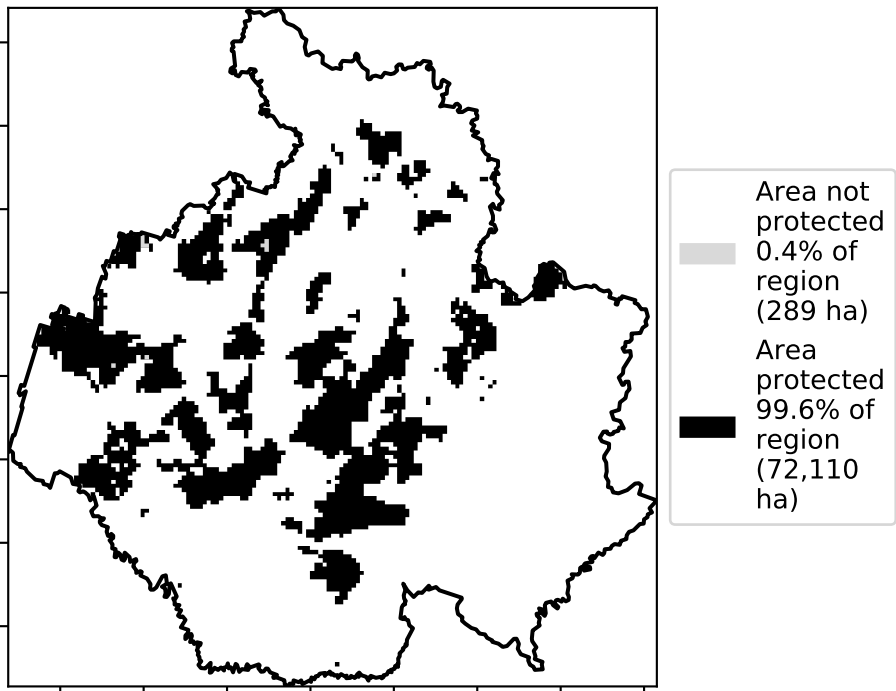 Area not
protected
0.4% of
region
(289 ha)
Area
protected
99.6% of
region
(72,110
ha)